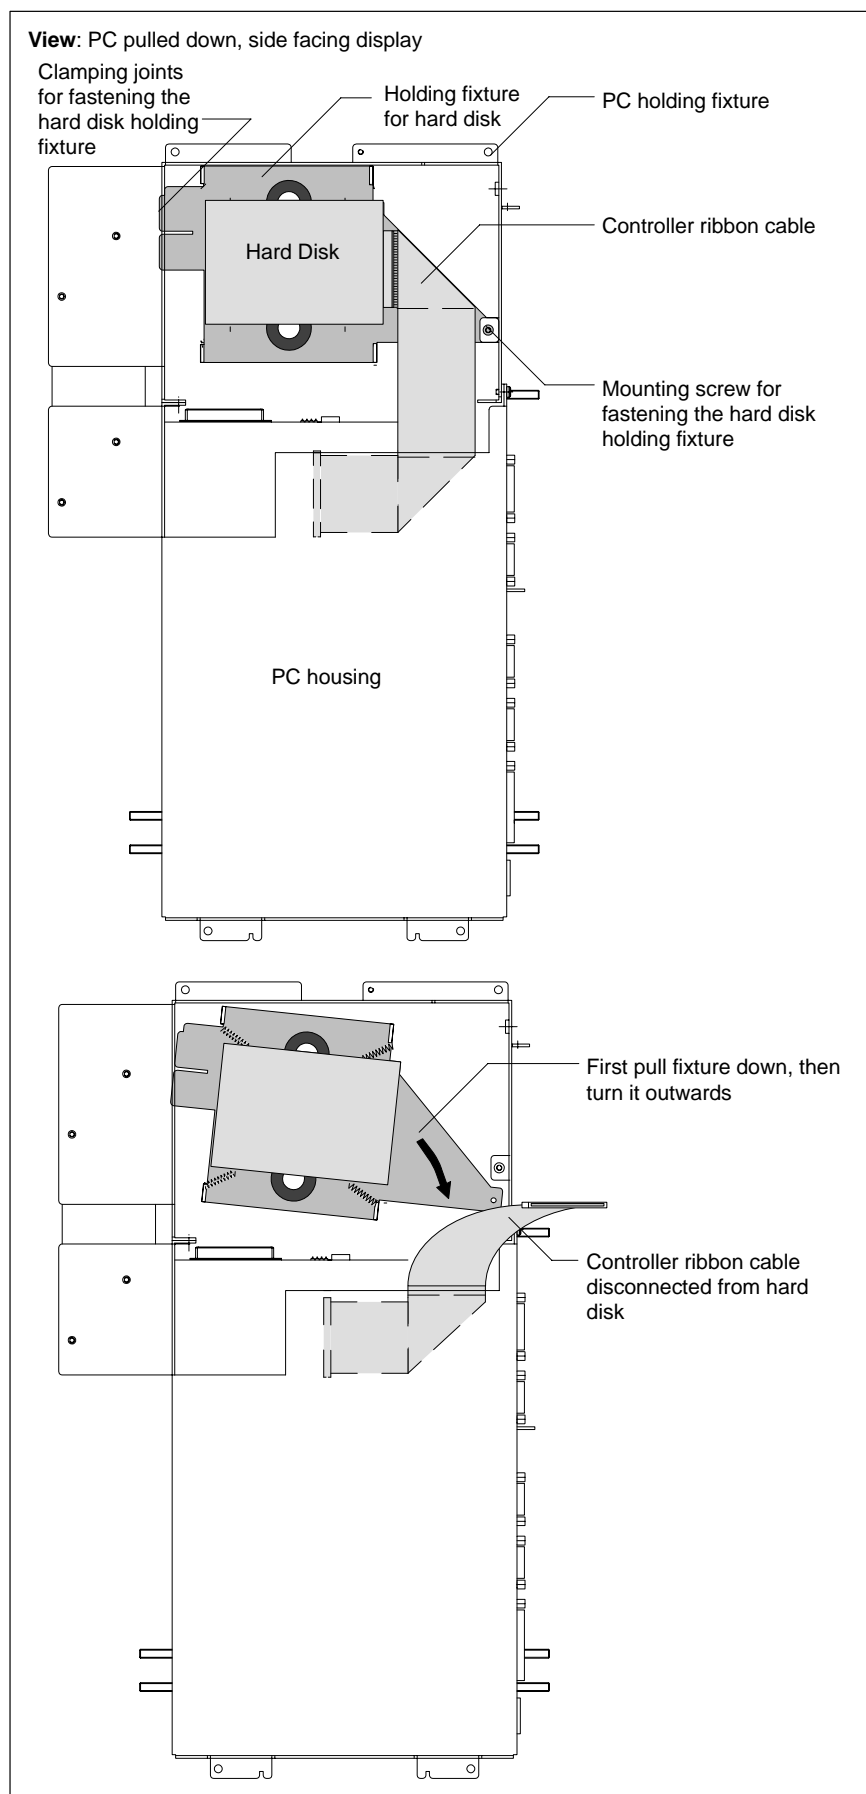 View: PC pulled down, side facing display
Clamping joints
for fastening the
hard disk holding
fixture
Holding fixture
for hard disk
PC holding fixture
Controller ribbon cable
Hard Disk
Mounting screw for
fastening the hard disk
holding fixture
PC housing
First pull fixture down, then
turn it outwards
Controller ribbon cable
disconnected from hard
disk